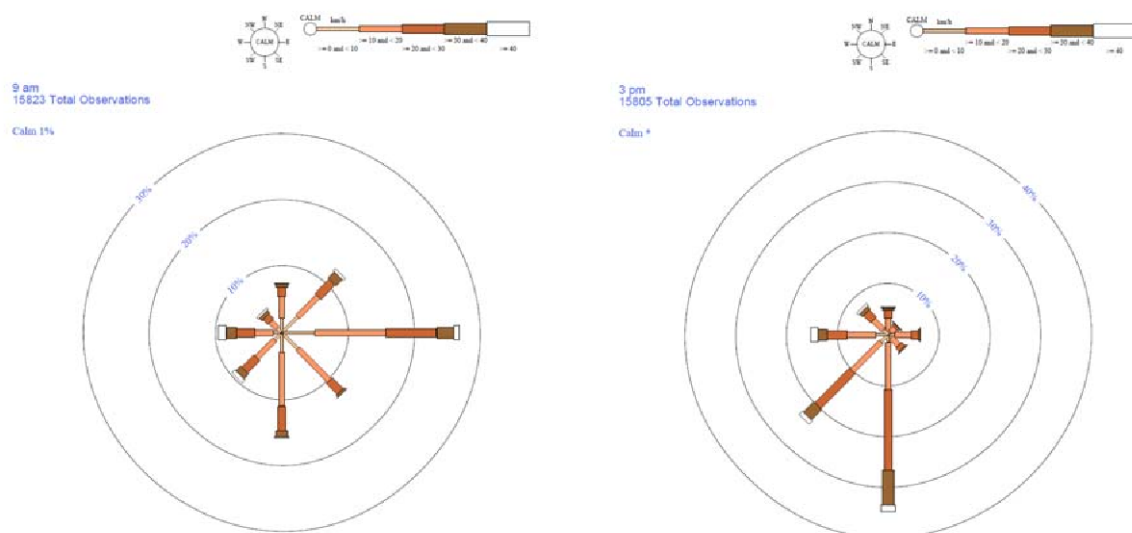 N
NW NE
W CALM E
SW SE
S
CALM km/h
>= 10 and < 20 >= 30 and < 40
>= 0 and < 10 >= 20 and < 30 >= 40
9 am
15823 Total Observations
Calm 1%
30%
20%
10%
N
NW NE
W CALM E
SW SE
S
CALM km/h
>= 10 and < 20 >= 30 and < 40
>= 0 and < 10 >= 20 and < 30 >= 40
3 pm
15805 Total Observations
Calm *
40%
30%
20%
10%